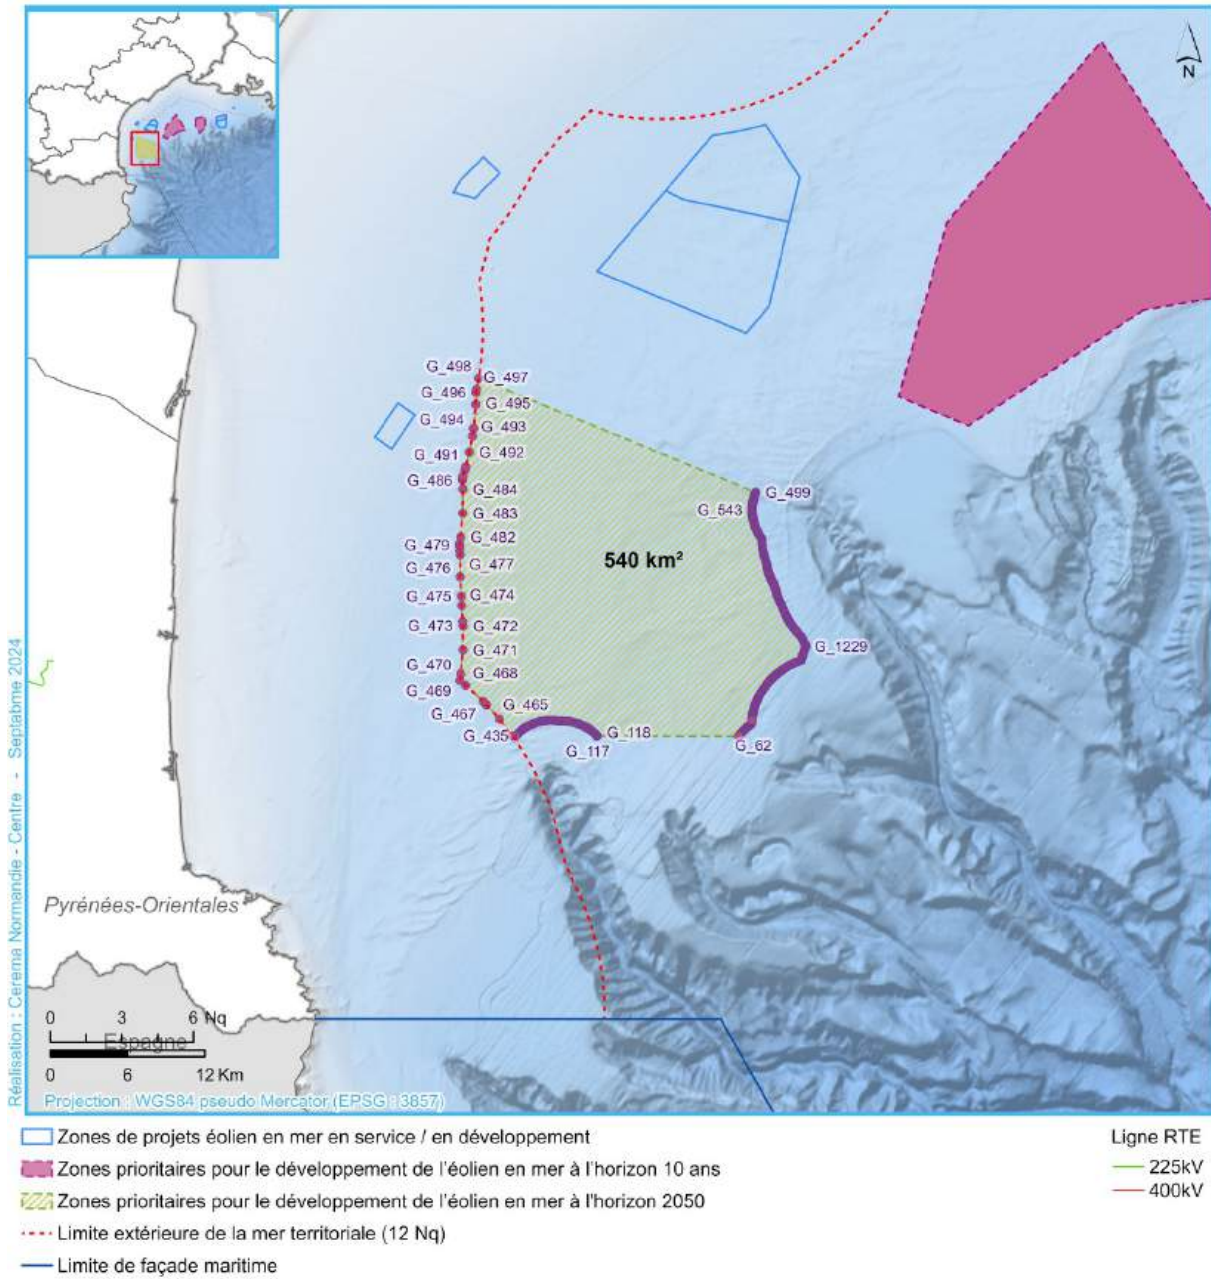 N
G_498
G_497
G_496
G_495
G_494
G_493
G_491
G_492
G_486
G_484
G_483
G_482
G_479
G_477
G_476
G_475
G_474
G_473
G_472
G_471
G_470
G_468
G_469
G_467
G_465
G_435
G_117
G_118
G_62
G_499
G_543
G_1229
540 km²
Pyrénées-Orientales
0 3 6 Nq
Espagne
0 6 12 Km
Projection : WGS84 pseudo Mercator (EPSG : 3857)
Réalisation : Cerema Normandie - Centre - Septabme 2024
Zones de projets éolien en mer en service / en développement
Zones prioritaires pour le développement de l'éolien en mer à l'horizon 10 ans
Zones prioritaires pour le développement de l'éolien en mer à l'horizon 2050
Limite extérieure de la mer territoriale (12 Nq)
Limite de façade maritime
Ligne RTE
225kV
400kV